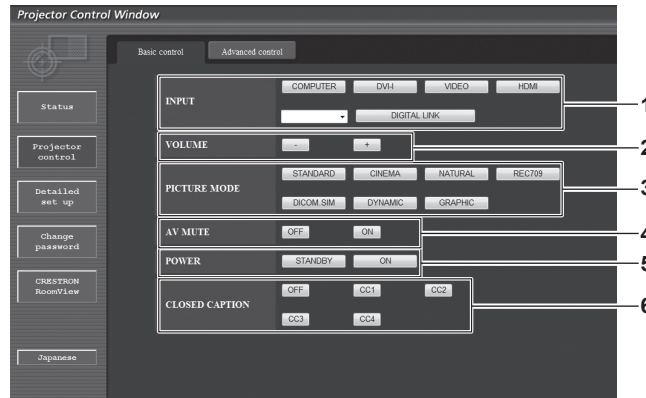 Projector Control Window
Basic control Advanced control
Status
Projector control
Detailed set up
Change password
CRESTRON RoomView
Japanese
INPUT COMPUTER DVI-I VIDEO HDMI
DIGITAL LINK
1
VOLUME - +
2
PICTURE MODE STANDARD CINEMA NATURAL REC709
DICOM SIM DYNAMIC GRAPHIC
3
AV MUTE OFF ON
4
POWER STANDBY ON
5
CLOSED CAPTION OFF CC1 CC2
CC3 CC4
6